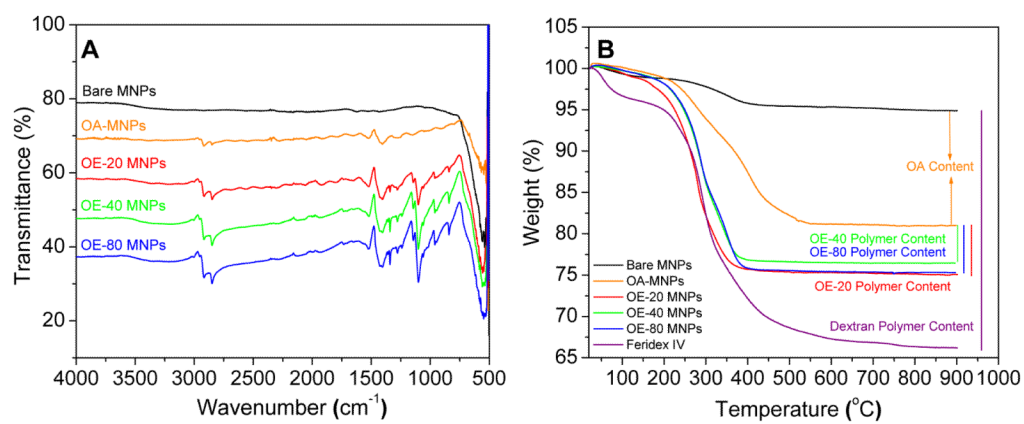 A
Transmittance (%)
100
80
60
40
20
Bare MNPs
OA-MNPs
OE-20 MNPs
OE-40 MNPs
OE-80 MNPs
4000 3500 3000 2500 2000 1500 1000 500
Wavenumber (cm⁻¹)
B
Weight (%)
105
100
95
90
85
80
75
70
65
OA Content
OE-40 Polymer Content
OE-80 Polymer Content
OE-20 Polymer Content
Dextran Polymer Content
Bare MNPs
OA-MNPs
OE-20 MNPs
OE-40 MNPs
OE-80 MNPs
Feridex IV
100 200 300 400 500 600 700 800 900 1000
Temperature (°C)